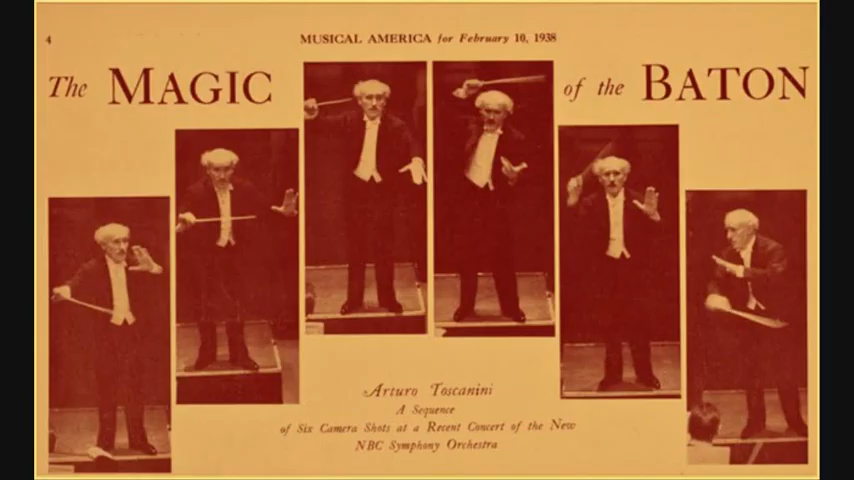 4
MUSICAL AMERICA for February 10, 1938
The MAGIC of the BATON
Arturo Toscanini
A Sequence
of Six Camera Shots at a Recent Concert of the New
NBC Symphony Orchestra